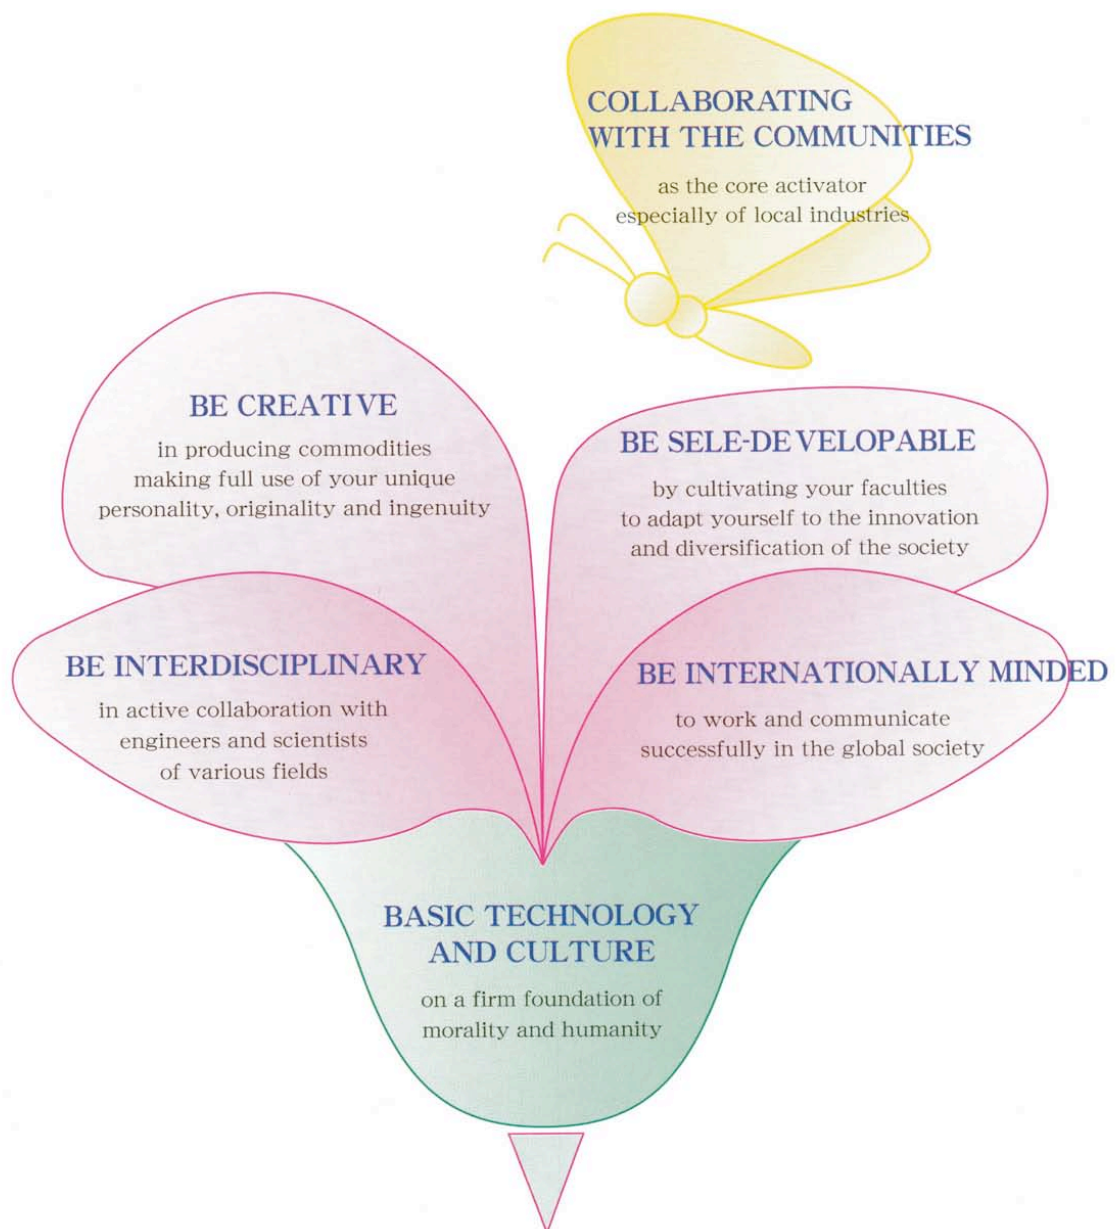 COLLABORATING
WITH THE COMMUNITIES
as the core activator
especially of local industries
BE CREATIVE
in producing commodities
making full use of your unique
personality, originality and ingenuity
BE SELE-DEVELOPABLE
by cultivating your faculties
to adapt yourself to the innovation
and diversification of the society
BE INTERDISCIPLINARY
in active collaboration with
engineers and scientists
of various fields
BE INTERNATIONALLY MINDED
to work and communicate
successfully in the global society
BASIC TECHNOLOGY
AND CULTURE
on a firm foundation of
morality and humanity